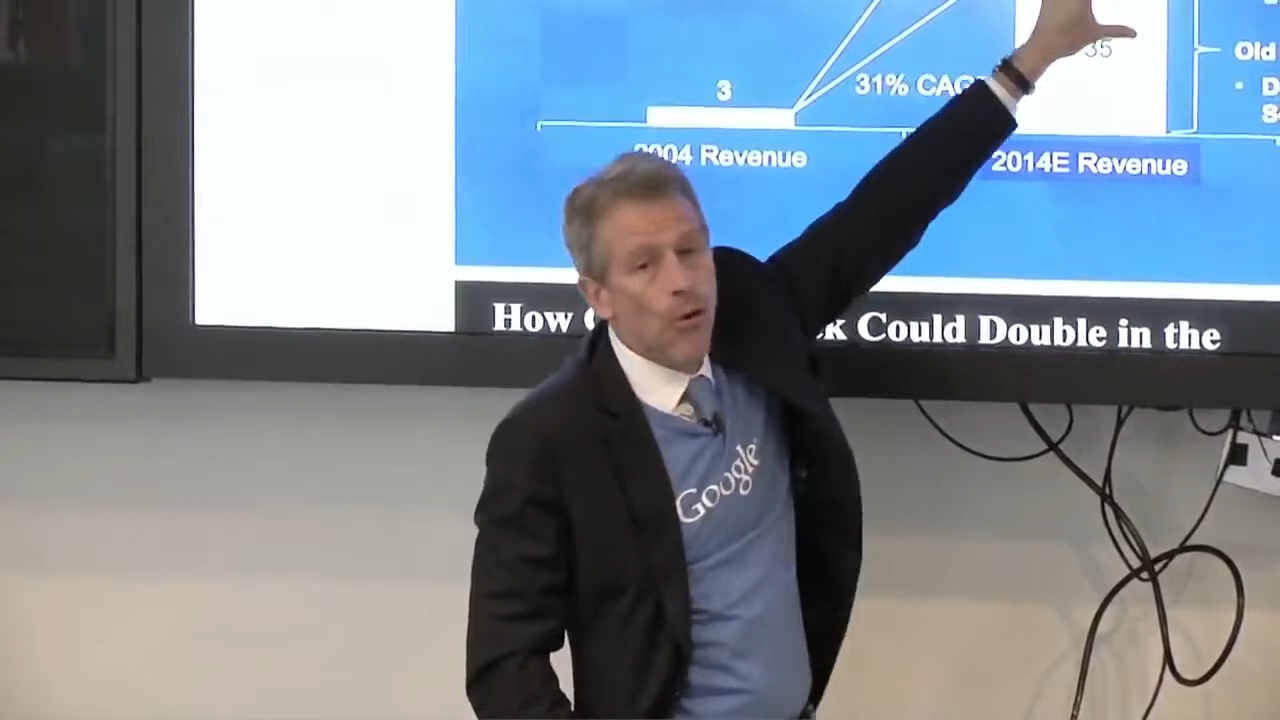 35
Old
3
31% CAG
• D
S
2004 Revenue
2014E Revenue
How
k Could Double in the
Google